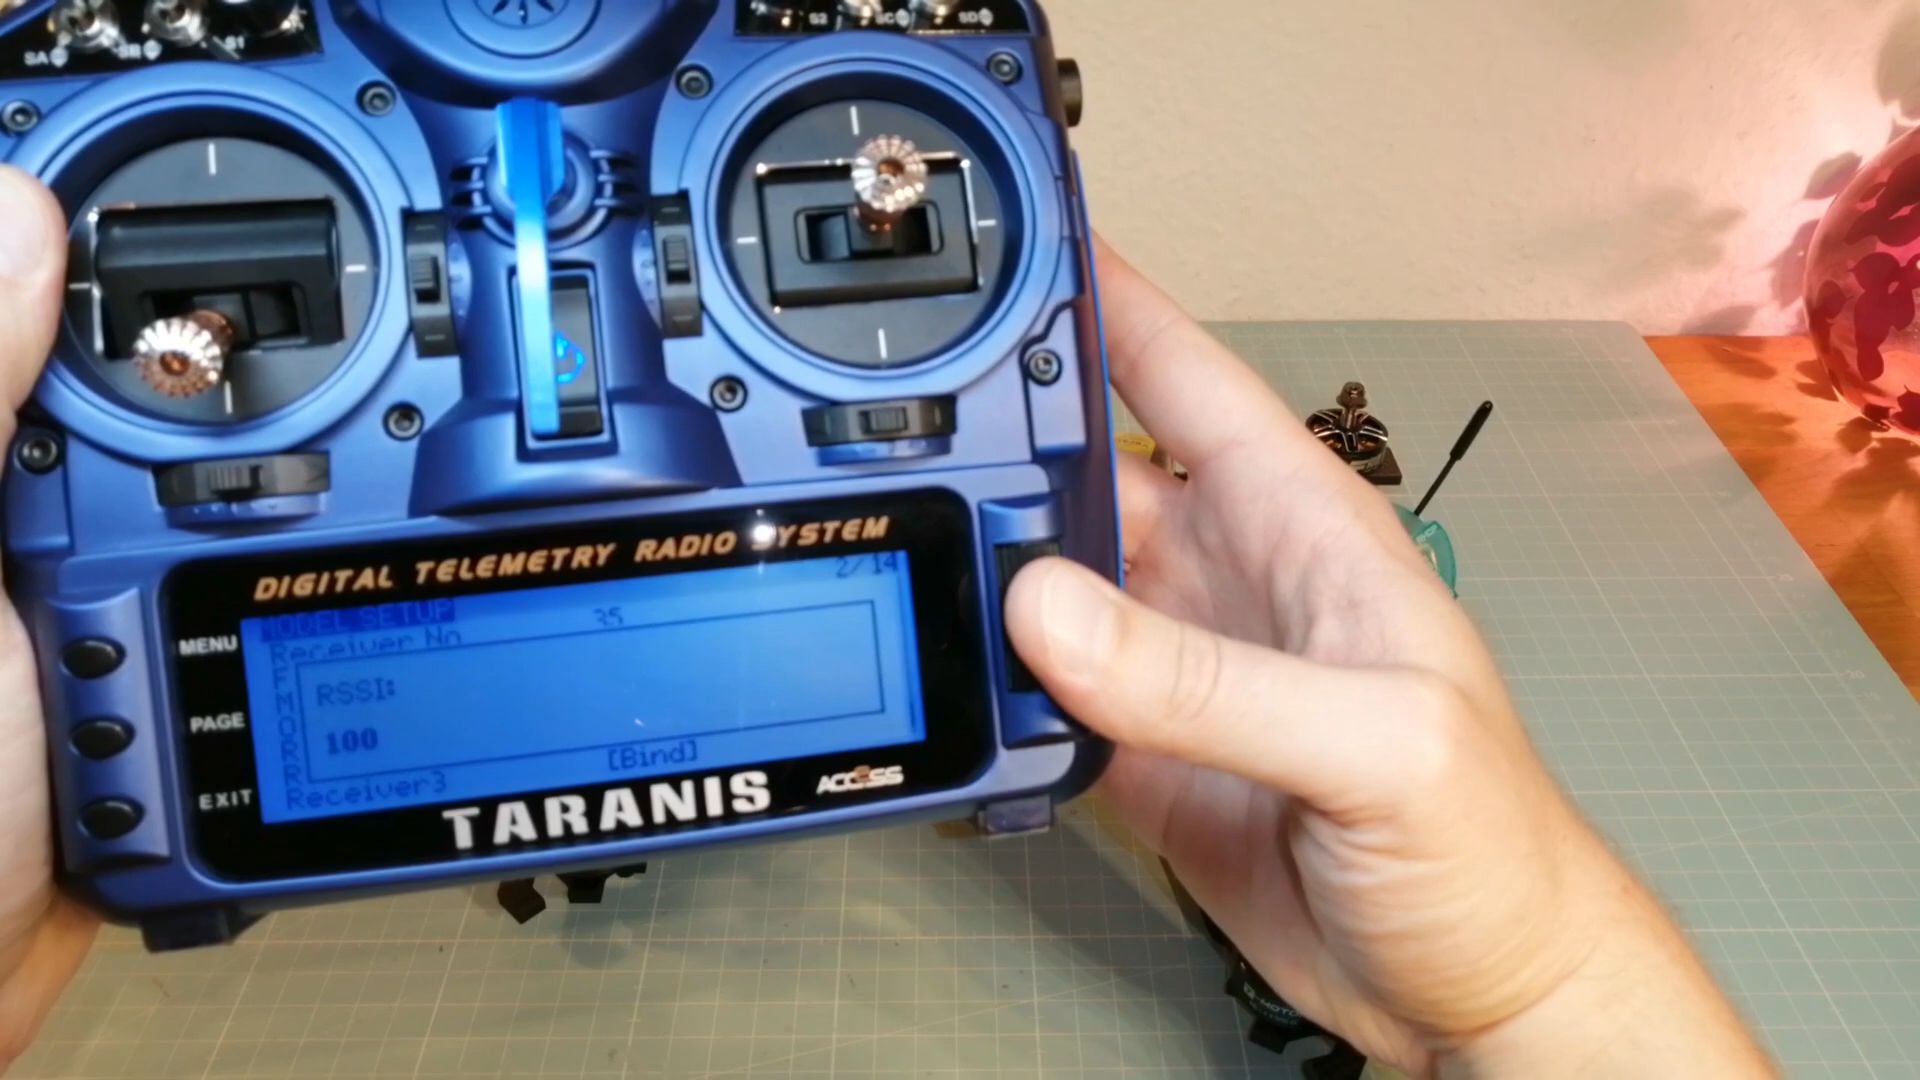 SA SB S1
S2 SC SD
DIGITAL TELEMETRY RADIO SYSTEM
2/14
MODEL SETUP
35
MENU
Receiver No
RSSI:
PAGE
100
[Bind]
EXIT
Receiver3
ACCESS
TARANIS